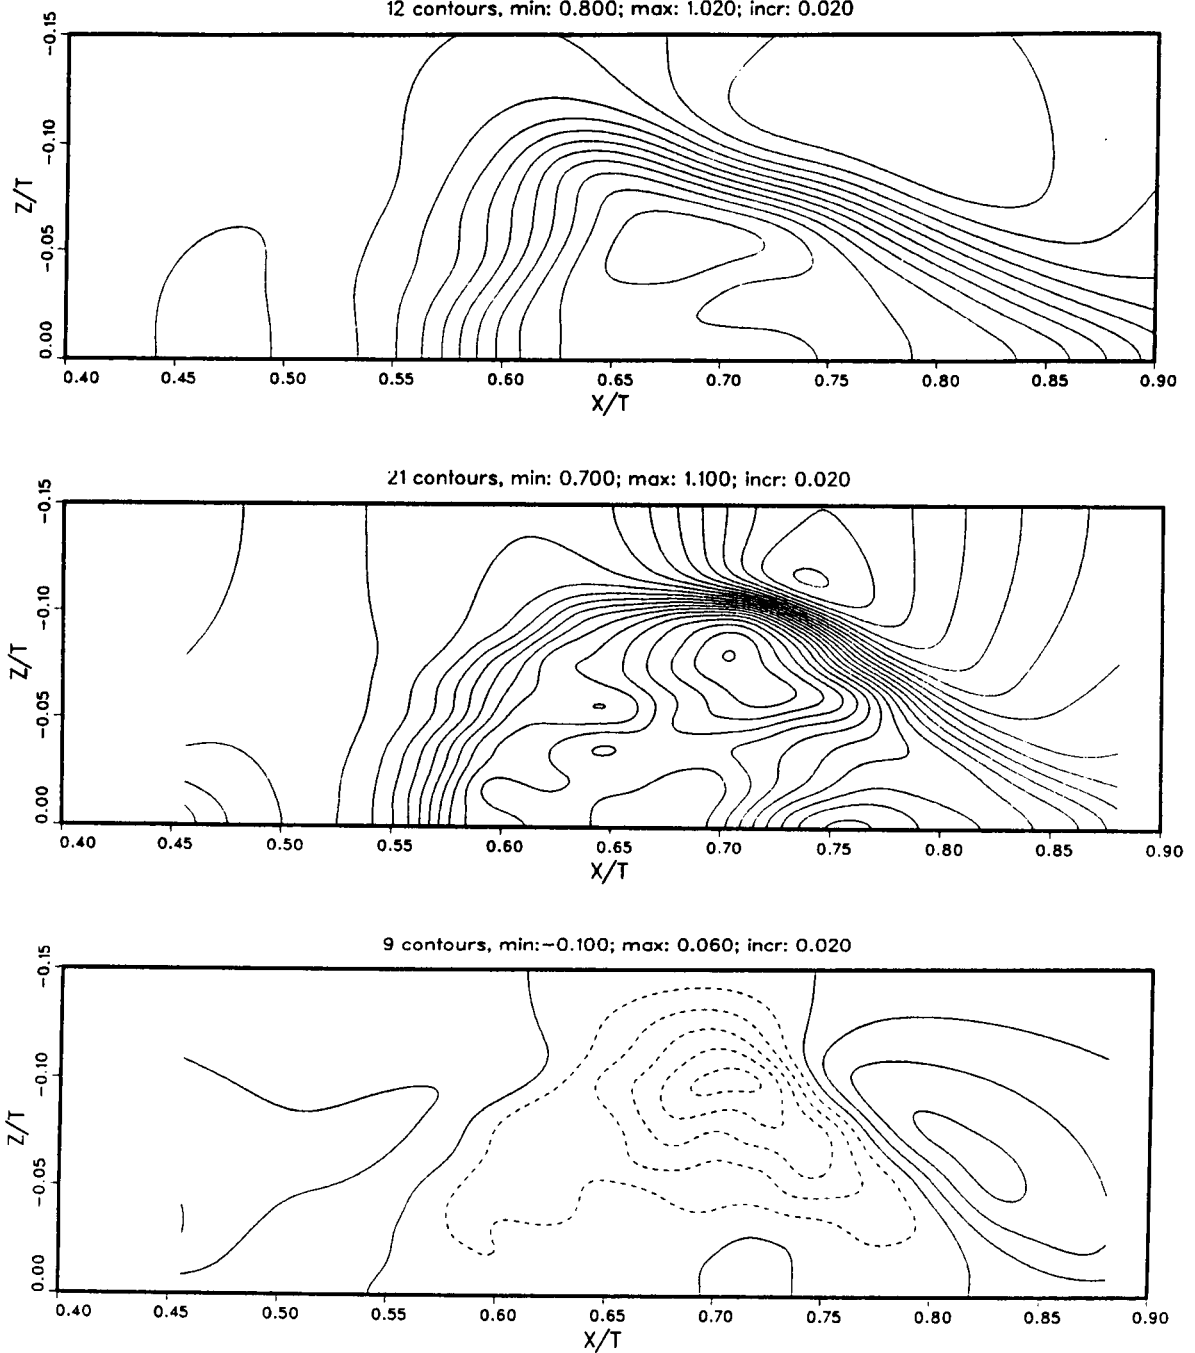 12 contours, min: 0.800; max: 1.020; incr: 0.020
−0.15
−0.10
Z/T
−0.05
0.00
0.40 0.45 0.50 0.55 0.60 0.65 0.70 0.75 0.80 0.85 0.90
X/T
21 contours, min: 0.700; max: 1.100; incr: 0.020
−0.15
−0.10
Z/T
−0.05
0.00
0.40 0.45 0.50 0.55 0.60 0.65 0.70 0.75 0.80 0.85 0.90
X/T
9 contours, min:−0.100; max: 0.060; incr: 0.020
−0.15
−0.10
Z/T
−0.05
0.00
0.40 0.45 0.50 0.55 0.60 0.65 0.70 0.75 0.80 0.85 0.90
X/T